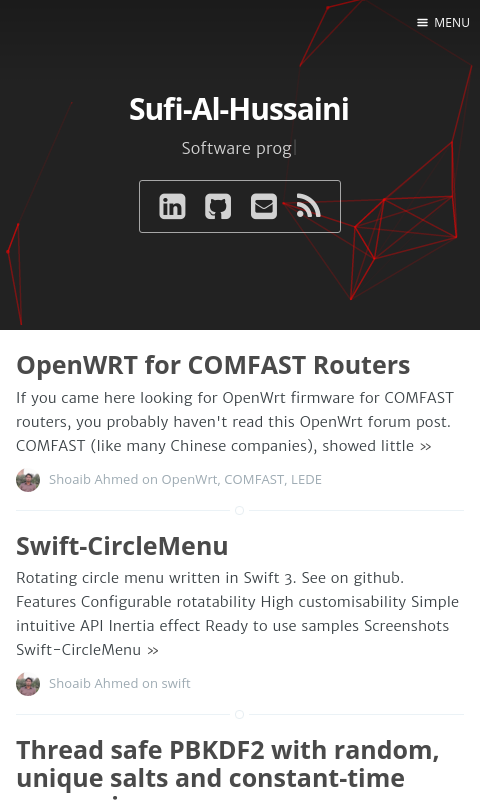 MENU
Sufi-Al-Hussaini
Software prog
OpenWRT for COMFAST Routers
If you came here looking for OpenWrt firmware for COMFAST
routers, you probably haven't read this OpenWrt forum post.
COMFAST (like many Chinese companies), showed little »
Shoaib Ahmed on OpenWrt, COMFAST, LEDE
Swift-CircleMenu
Rotating circle menu written in Swift 3. See on github.
Features Configurable rotatability High customisability Simple
intuitive API Inertia effect Ready to use samples Screenshots
Swift-CircleMenu »
Shoaib Ahmed on swift
Thread safe PBKDF2 with random,
unique salts and constant-time